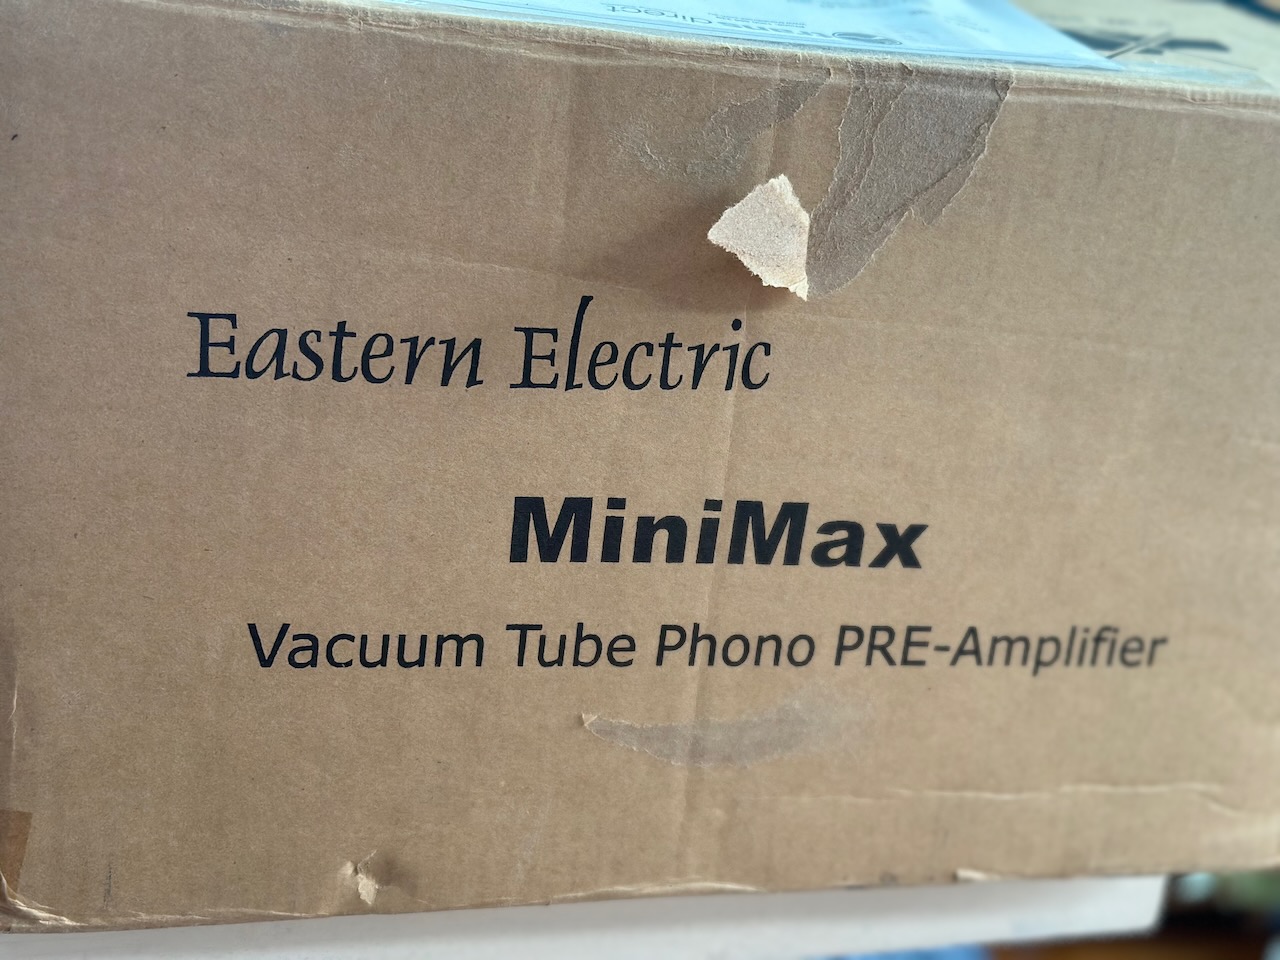 Eastern Electric
MiniMax
Vacuum Tube Phono PRE-Amplifier